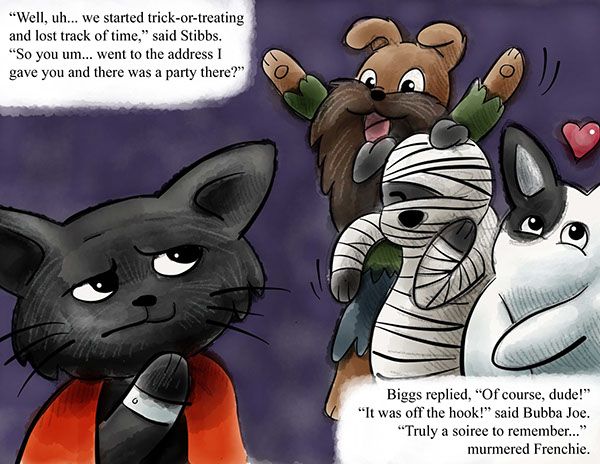 “Well, uh... we started trick-or-treating
and lost track of time,” said Stibbs.
“So you um... went to the address I
gave you and there was a party there?”
Biggs replied, “Of course, dude!”
“It was off the hook!” said Bubba Joe.
“Truly a soiree to remember...”
murmered Frenchie.